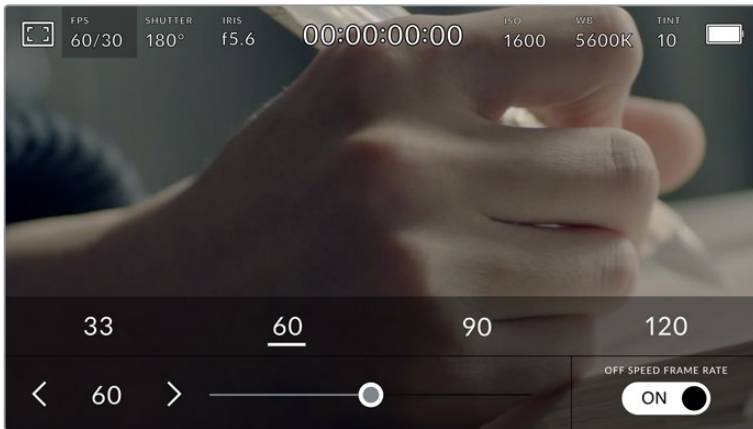 FPS SHUTTER IRIS ISO WB TINT
60/30 180° f5.6 00:00:00:00 1600 5600K 10
33 60 90 120
OFF SPEED FRAME RATE
60 ON